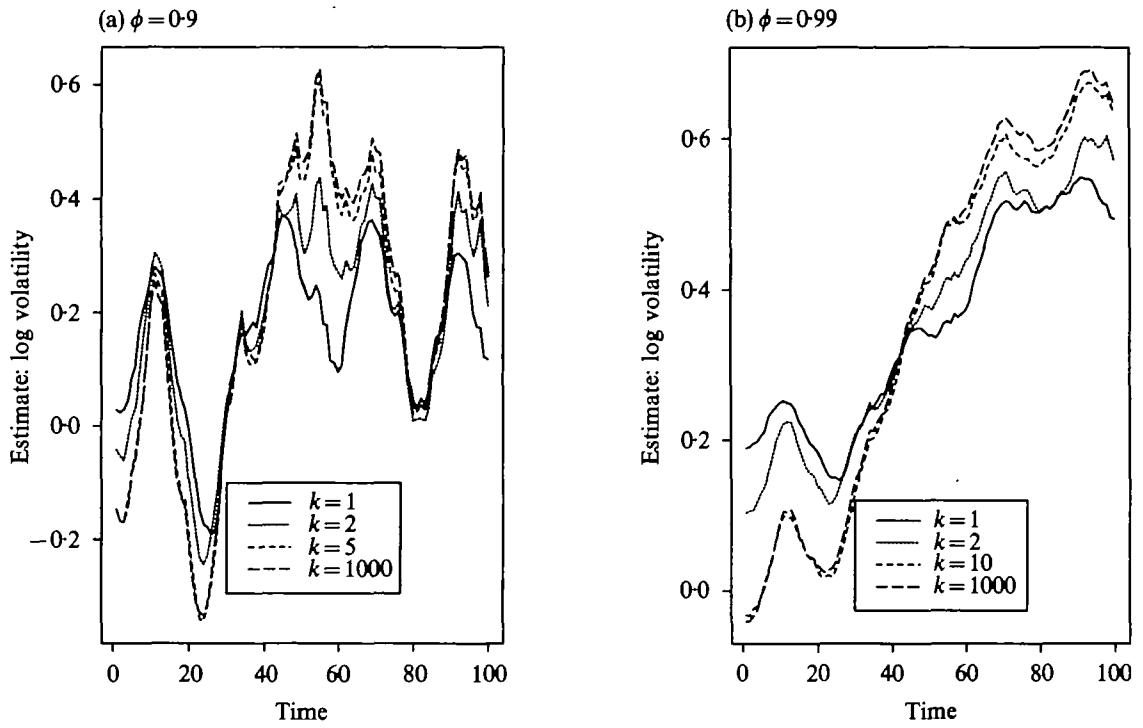 (a) ϕ = 0·9
Estimate: log volatility
0·6
0·4
0·2
0·0
−0·2
0
20
40
60
80
100
Time
k = 1
k = 2
k = 5
k = 1000
(b) ϕ = 0·99
Estimate: log volatility
0·6
0·4
0·2
0·0
0
20
40
60
80
100
Time
k = 1
k = 2
k = 10
k = 1000